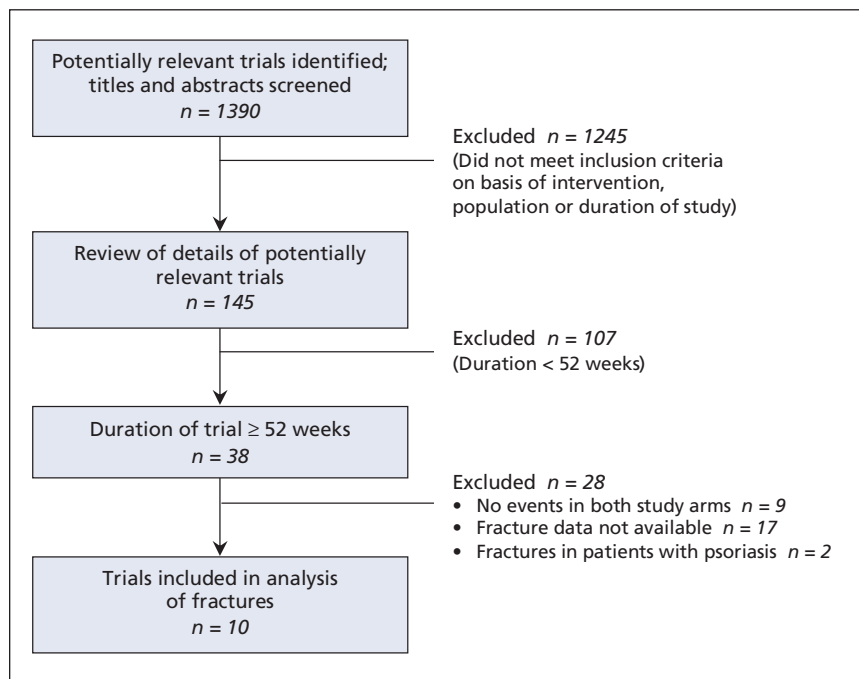 Potentially relevant trials identified;
titles and abstracts screened
n = 1390
Excluded n = 1245
(Did not meet inclusion criteria
on basis of intervention,
population or duration of study)
Review of details of potentially
relevant trials
n = 145
Excluded n = 107
(Duration < 52 weeks)
Duration of trial ≥ 52 weeks
n = 38
Excluded n = 28
• No events in both study arms n = 9
• Fracture data not available n = 17
• Fractures in patients with psoriasis n = 2
Trials included in analysis
of fractures
n = 10